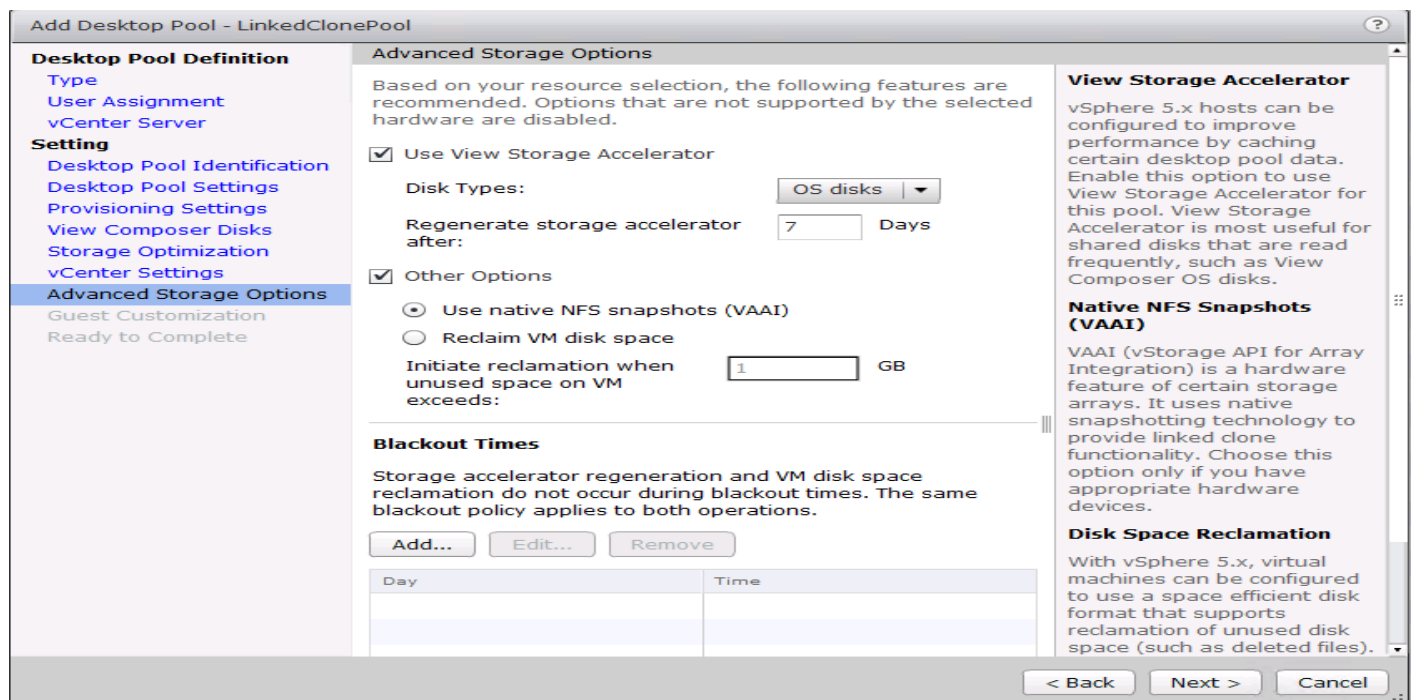 Add Desktop Pool - LinkedClonePool
?
Desktop Pool Definition
Type
User Assignment
vCenter Server
Setting
Desktop Pool Identification
Desktop Pool Settings
Provisioning Settings
View Composer Disks
Storage Optimization
vCenter Settings
Advanced Storage Options
Guest Customization
Ready to Complete
Advanced Storage Options
Based on your resource selection, the following features are
recommended. Options that are not supported by the selected
hardware are disabled.
Use View Storage Accelerator
Disk Types:
OS disks
Regenerate storage accelerator
after:
7
Days
Other Options
Use native NFS snapshots (VAAI)
Reclaim VM disk space
Initiate reclamation when
unused space on VM
exceeds:
1
GB
Blackout Times
Storage accelerator regeneration and VM disk space
reclamation do not occur during blackout times. The same
blackout policy applies to both operations.
Add...
Edit...
Remove
Day
Time
View Storage Accelerator
vSphere 5.x hosts can be
configured to improve
performance by caching
certain desktop pool data.
Enable this option to use
View Storage Accelerator for
this pool. View Storage
Accelerator is most useful for
shared disks that are read
frequently, such as View
Composer OS disks.
Native NFS Snapshots
(VAAI)
VAAI (vStorage API for Array
Integration) is a hardware
feature of certain storage
arrays. It uses native
snapshotting technology to
provide linked clone
functionality. Choose this
option only if you have
appropriate hardware
devices.
Disk Space Reclamation
With vSphere 5.x, virtual
machines can be configured
to use a space efficient disk
format that supports
reclamation of unused disk
space (such as deleted files).
< Back
Next >
Cancel